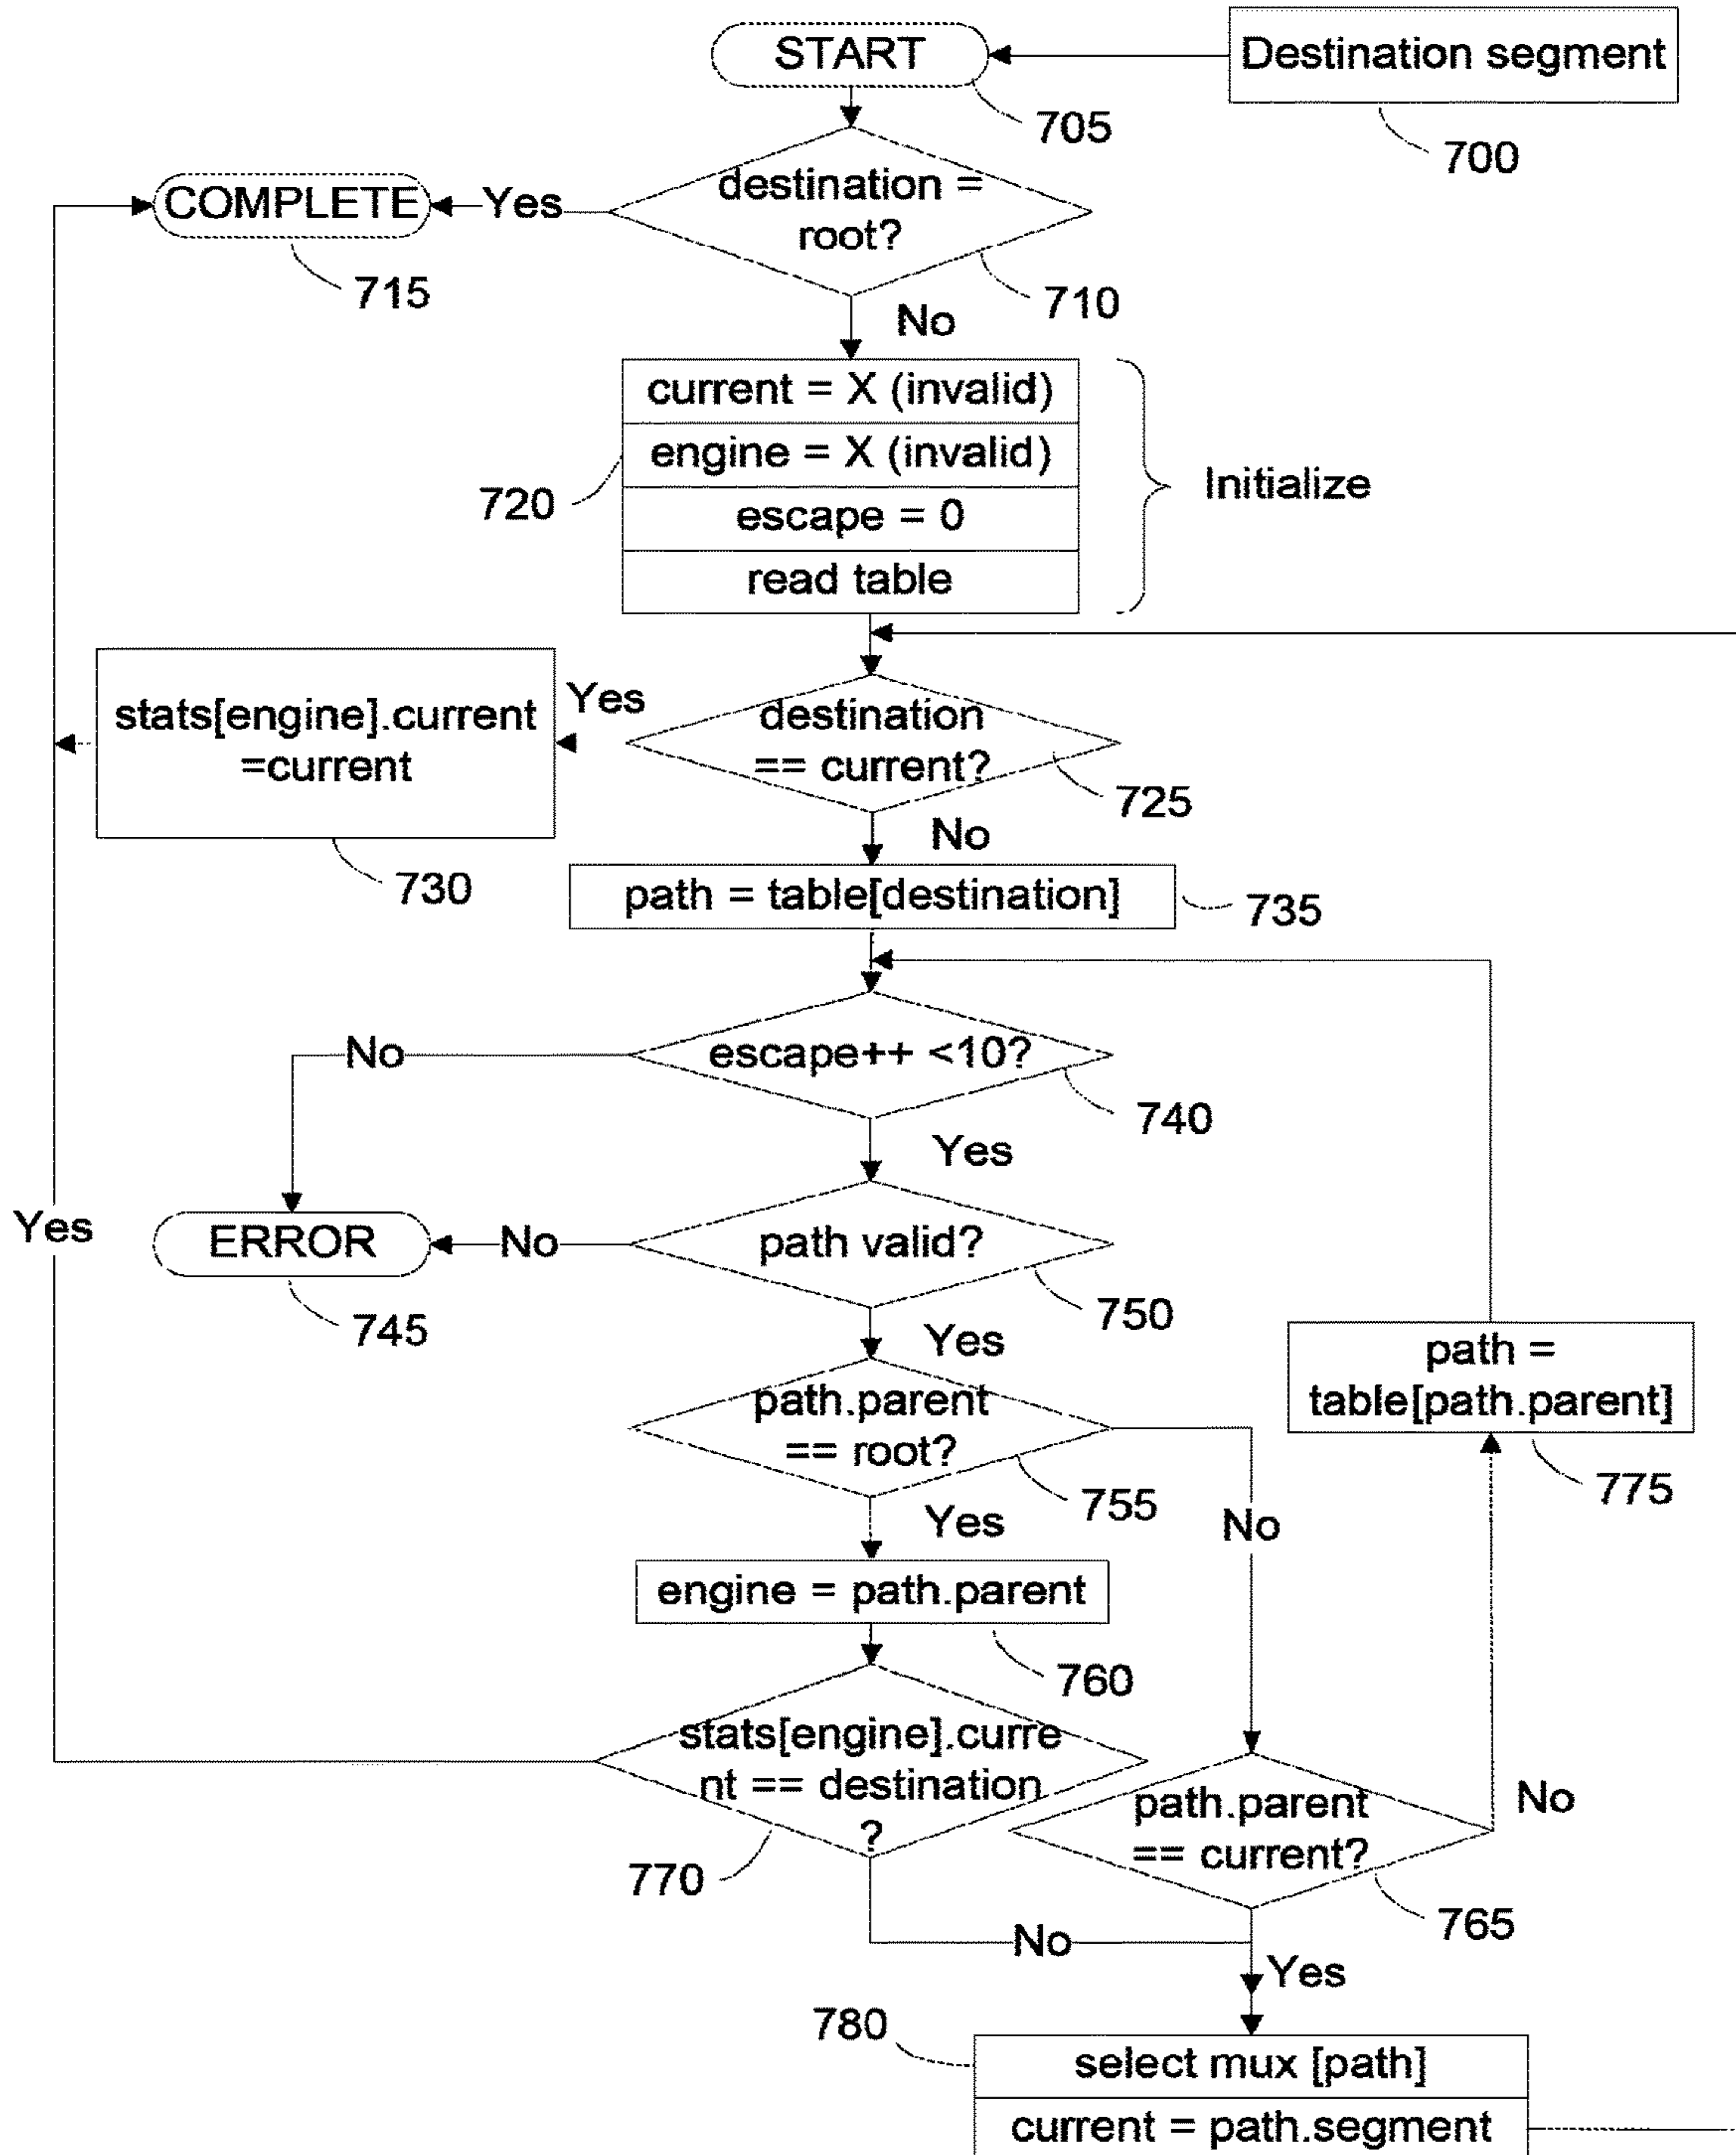 START
Destination segment
705
700
destination =
root?
COMPLETE
Yes
715
710
No
current = X (invalid)
engine = X (invalid)
720
Initialize
escape = 0
read table
stats[engine].current
=current
Yes
destination
== current?
725
730
No
path = table[destination]
735
No
escape++ <10?
740
Yes
Yes
ERROR
No
path valid?
745
750
Yes
path =
table[path.parent]
path.parent
== root?
755
775
Yes
No
engine = path.parent
760
stats[engine].curre
nt == destination
?
770
path.parent
== current?
No
765
No
Yes
780
select mux [path]
current = path.segment